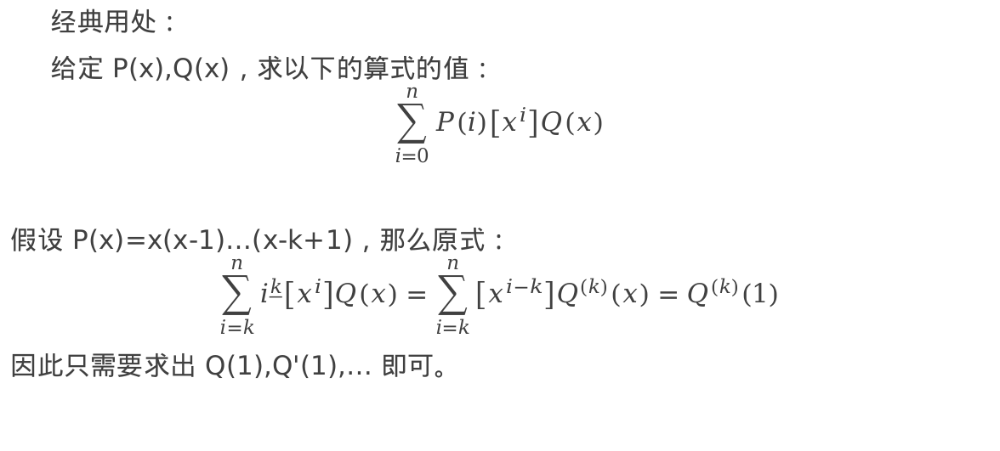 经典用处：
给定 P(x),Q(x)，求以下的算式的值：
$$\sum_{i=0}^{n} P(i)[x^i]Q(x)$$
假设 P(x)=x(x-1)…(x-k+1)，那么原式：
$$\sum_{i=k}^{n} i^{\underline{k}}[x^i]Q(x) = \sum_{i=k}^{n} [x^{i-k}]Q^{(k)}(x) = Q^{(k)}(1)$$
因此只需要求出 Q(1),Q'(1),… 即可。